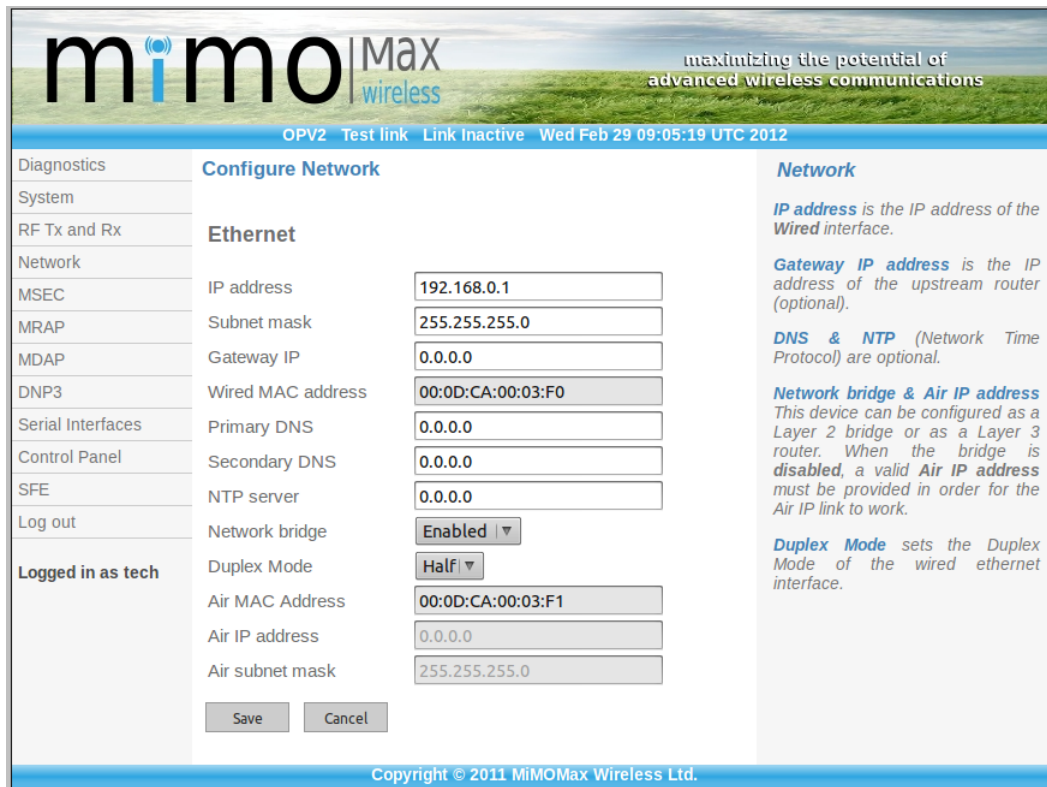 mimo Max wireless
maximizing the potential of
advanced wireless communications
OPV2 Test link Link Inactive Wed Feb 29 09:05:19 UTC 2012
Diagnostics
System
RF Tx and Rx
Network
MSEC
MRAP
MDAP
DNP3
Serial Interfaces
Control Panel
SFE
Log out
Logged in as tech
Configure Network
Ethernet
IP address 192.168.0.1
Subnet mask 255.255.255.0
Gateway IP 0.0.0.0
Wired MAC address 00:0D:CA:00:03:F0
Primary DNS 0.0.0.0
Secondary DNS 0.0.0.0
NTP server 0.0.0.0
Network bridge Enabled
Duplex Mode Half
Air MAC Address 00:0D:CA:00:03:F1
Air IP address 0.0.0.0
Air subnet mask 255.255.255.0
Save Cancel
Network
IP address is the IP address of the
Wired interface.
Gateway IP address is the IP
address of the upstream router
(optional).
DNS & NTP (Network Time
Protocol) are optional.
Network bridge & Air IP address
This device can be configured as a
Layer 2 bridge or as a Layer 3
router. When the bridge is
disabled, a valid Air IP address
must be provided in order for the
Air IP link to work.
Duplex Mode sets the Duplex
Mode of the wired ethernet
interface.
Copyright © 2011 MiMOMax Wireless Ltd.